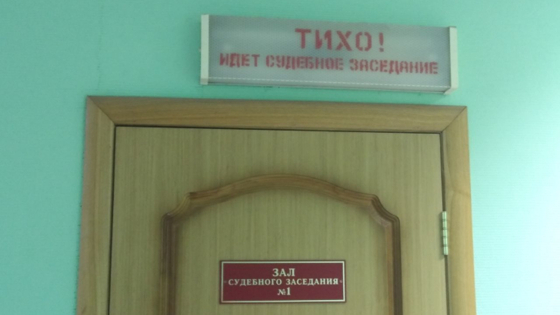 ТИХО!
ИДЕТ СУДЕБНОЕ ЗАСЕДАНИЕ
ЗАЛ
СУДЕБНОГО ЗАСЕДАНИЯ
№1